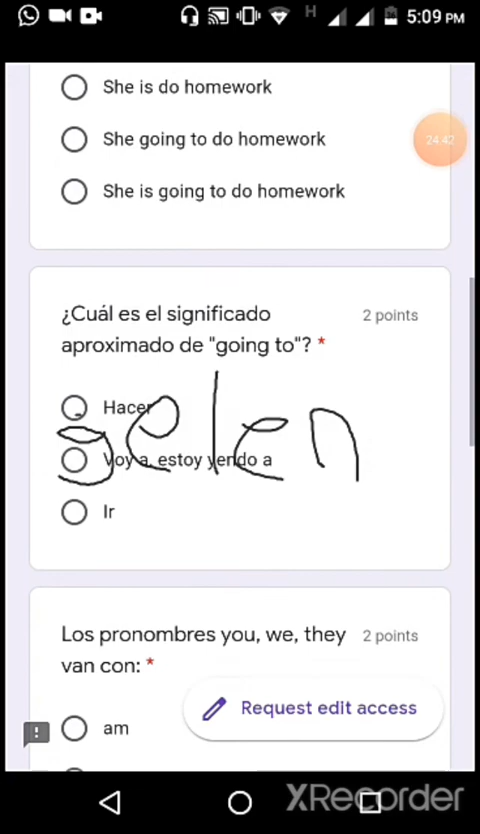 H 5:09 PM
She is do homework
She going to do homework
24:42
She is going to do homework
¿Cuál es el significado 2 points
aproximado de "going to"? *
Hacer
gelen
Voy a, estoy yendo a
Ir
Los pronombres you, we, they 2 points
van con: *
Request edit access
am
XRecorder